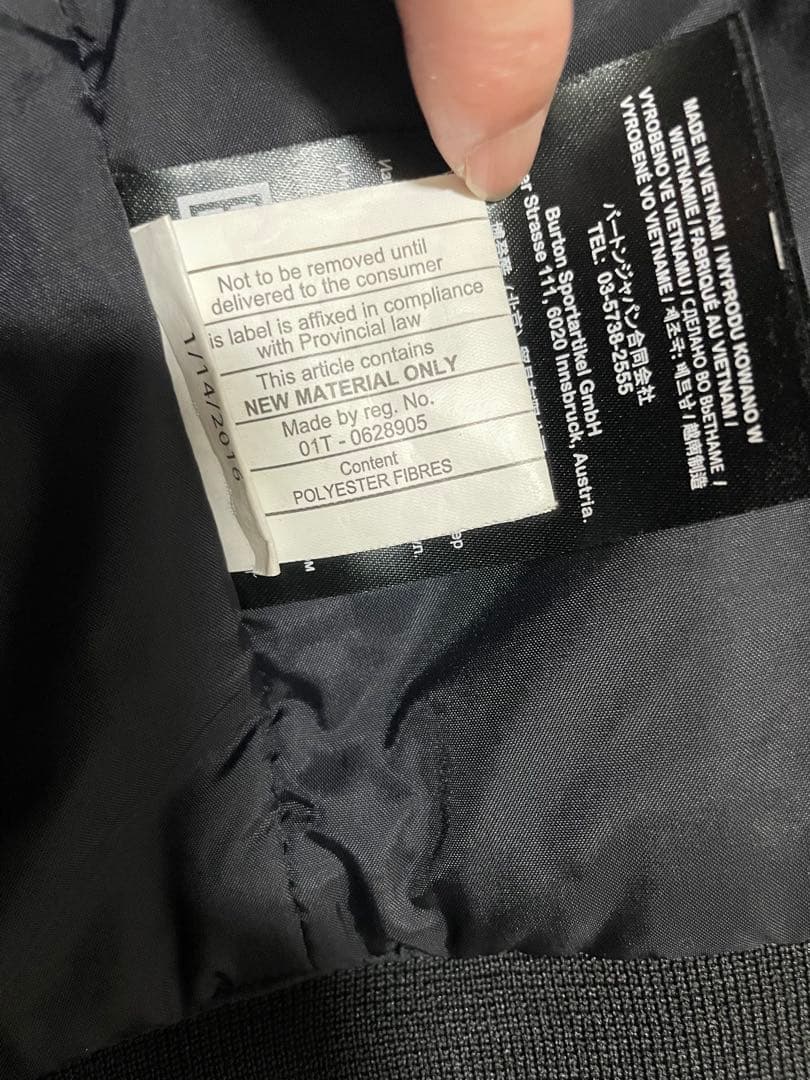 Not to be removed until
delivered to the consumer
is label is affixed in compliance
with Provincial law
This article contains
NEW MATERIAL ONLY
Made by reg. No.
01T - 0628905
Content
POLYESTER FIBRES
1/14/2016
MADE IN VIETNAM / WYPRODU KOWANO W
WIETNAMIE / FABRIQUÉ AU VIETNAM /
VYROBENO VE VIETNAMU / СДЕЛАНО ВО ВЬЕТНАМЕ /
VYROBENÉ VO VIETNAME / 제조국: 베트남 / 越南製造
バートンジャパン合同会社
TEL: 03-5738-2555
Burton Sportartikel GmbH
er Strasse 111, 6020 Innsbruck, Austria.